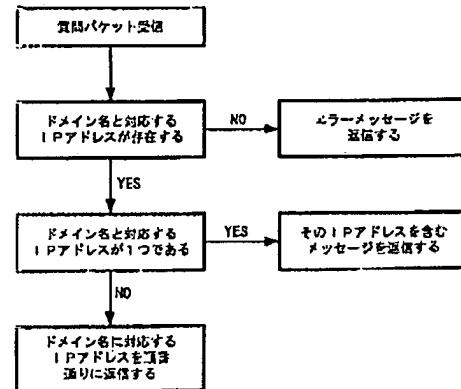 質問パケット受信
ドメイン名と対応する
IPアドレスが存在する
NO
エラーメッセージを
返信する
YES
ドメイン名と対応する
IPアドレスが1つである
YES
そのIPアドレスを含む
メッセージを返信する
NO
ドメイン名に対応する
IPアドレスを順番
通りに返信する